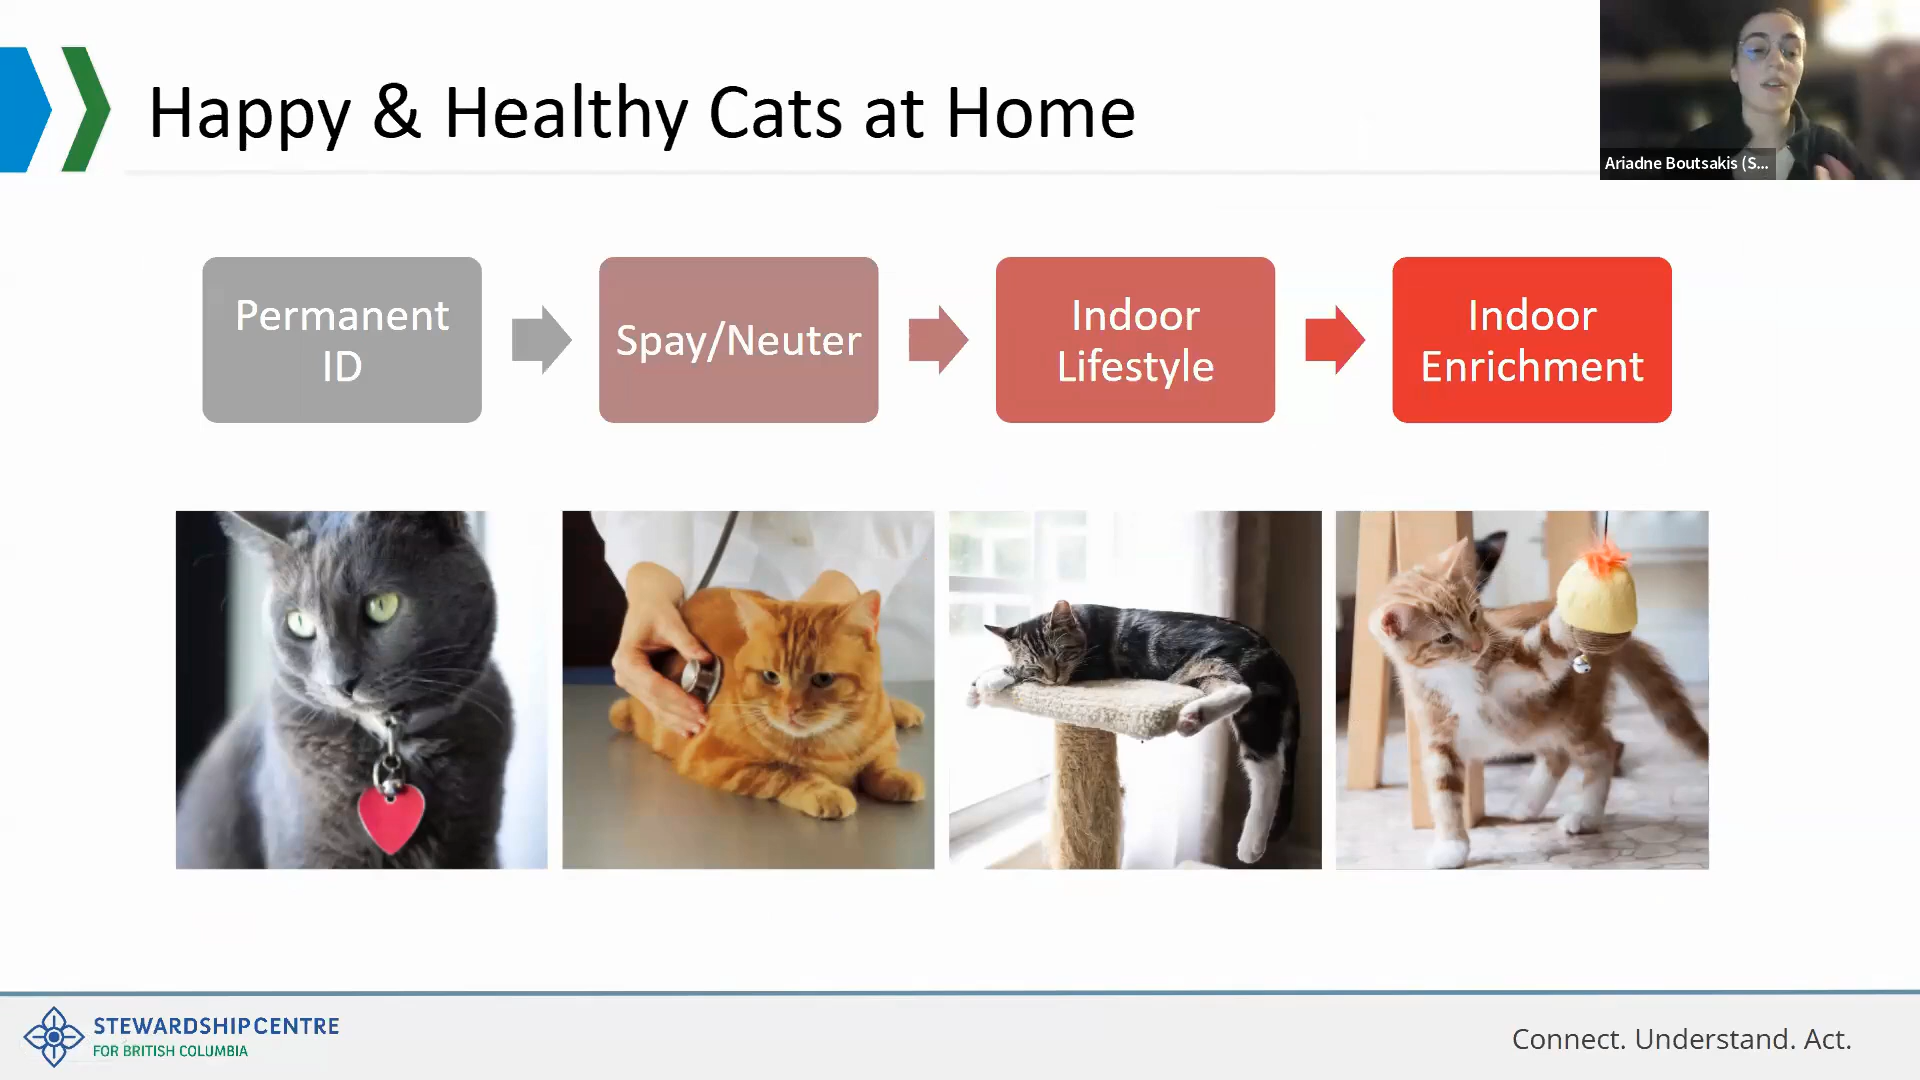 Happy & Healthy Cats at Home
Ariadne Boutsakis (S...
Permanent
ID
Spay/Neuter
Indoor
Lifestyle
Indoor
Enrichment
STEWARDSHIP CENTRE
FOR BRITISH COLUMBIA
Connect. Understand. Act.